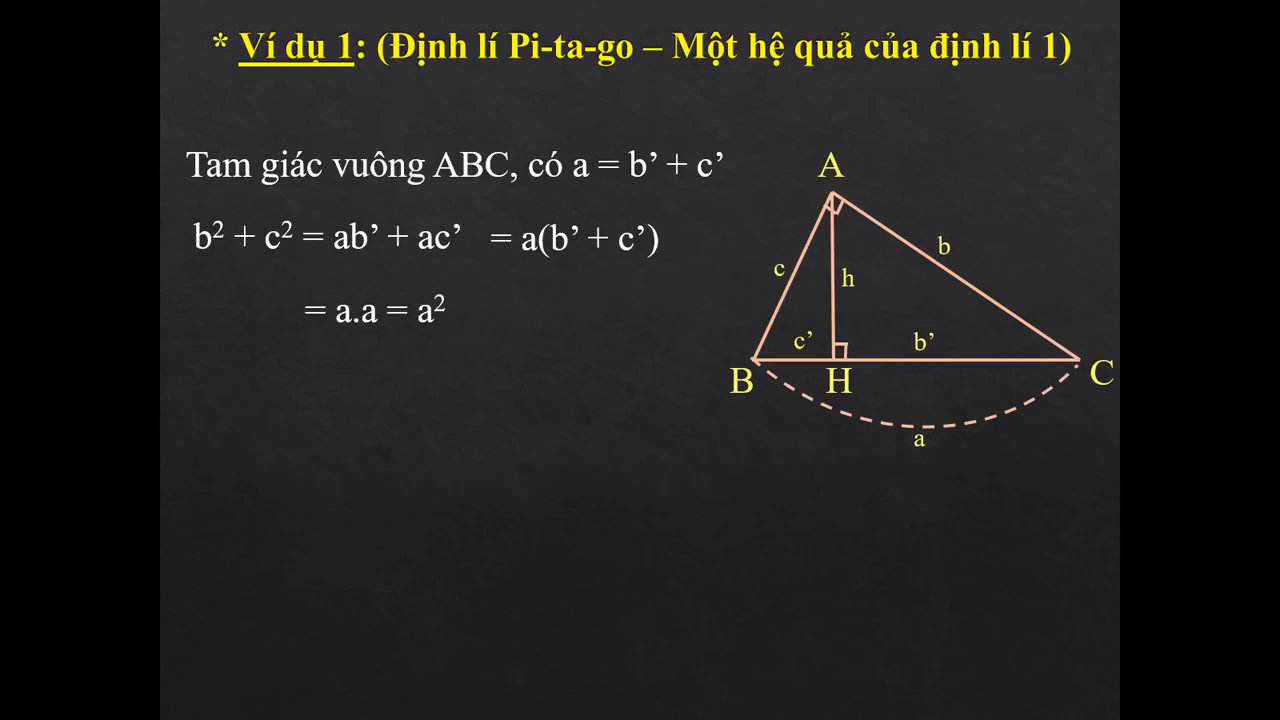 * Ví dụ 1: (Định lí Pi-ta-go – Một hệ quả của định lí 1)
Tam giác vuông ABC, có a = b’ + c’
b² + c² = ab’ + ac’ = a(b’ + c’)
= a.a = a²
A
b
c
h
c’
b’
B
H
C
a